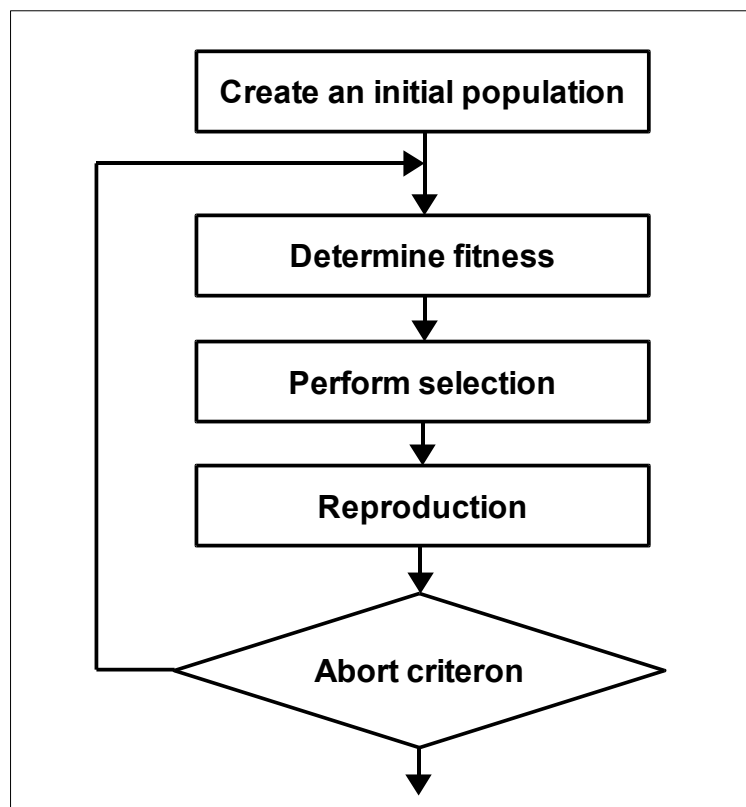 Create an initial population
Determine fitness
Perform selection
Reproduction
Abort criteron